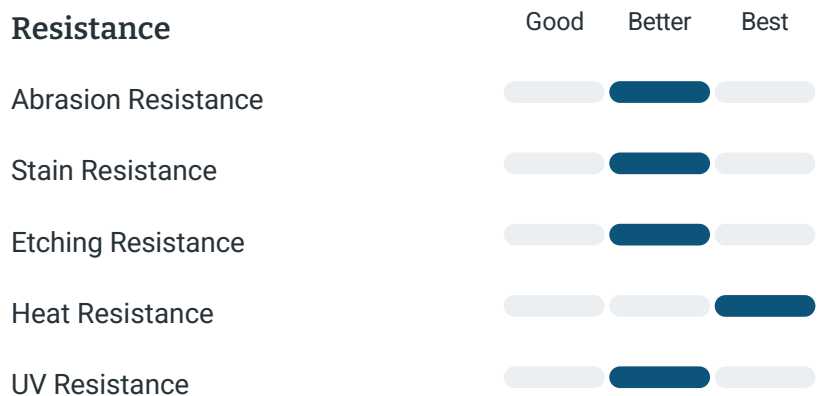 Resistance Good Better Best
Abrasion Resistance
Stain Resistance
Etching Resistance
Heat Resistance
UV Resistance